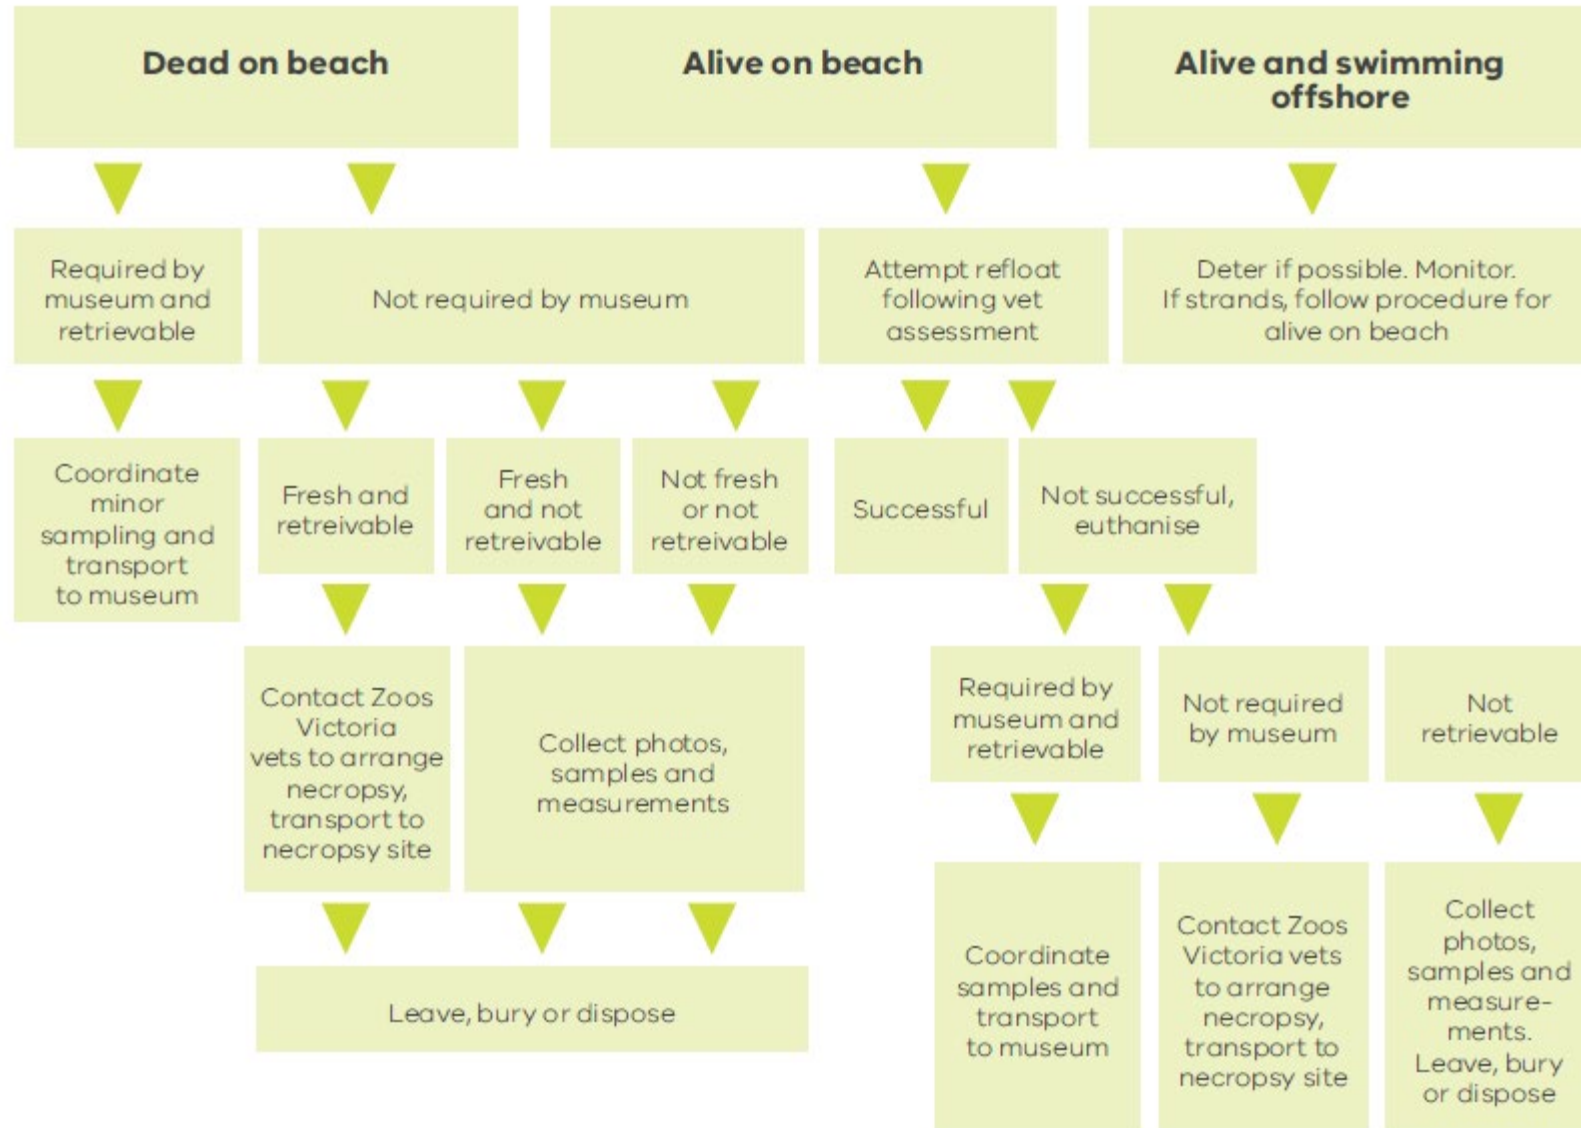 Dead on beach
Alive on beach
Alive and swimming
offshore
Required by
museum and
retrievable
Not required by museum
Attempt refloat
following vet
assessment
Deter if possible. Monitor.
If strands, follow procedure for
alive on beach
Coordinate
minor
sampling and
transport
to museum
Fresh and
retreivable
Fresh
and not
retreivable
Not fresh
or not
retreivable
Successful
Not successful,
euthanise
Contact Zoos
Victoria
vets to arrange
necropsy,
transport to
necropsy site
Collect photos,
samples and
measurements
Required by
museum and
retrievable
Not required
by museum
Not
retrievable
Leave, bury or dispose
Coordinate
samples and
transport
to museum
Contact Zoos
Victoria vets
to arrange
necropsy,
transport to
necropsy site
Collect
photos,
samples and
measure-
ments.
Leave, bury
or dispose